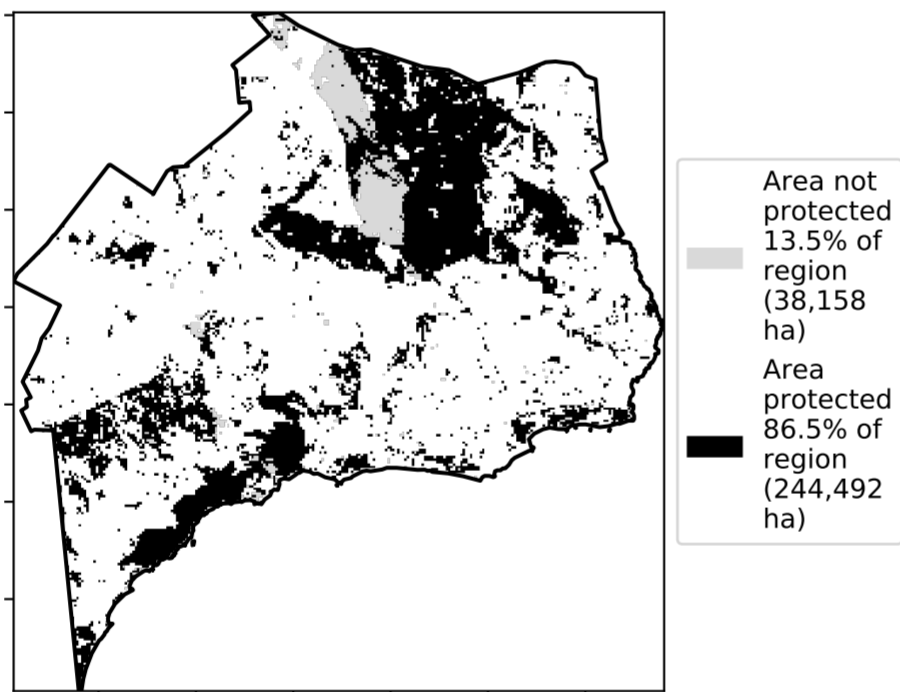 Area not
protected
13.5% of
region
(38,158
ha)
Area
protected
86.5% of
region
(244,492
ha)